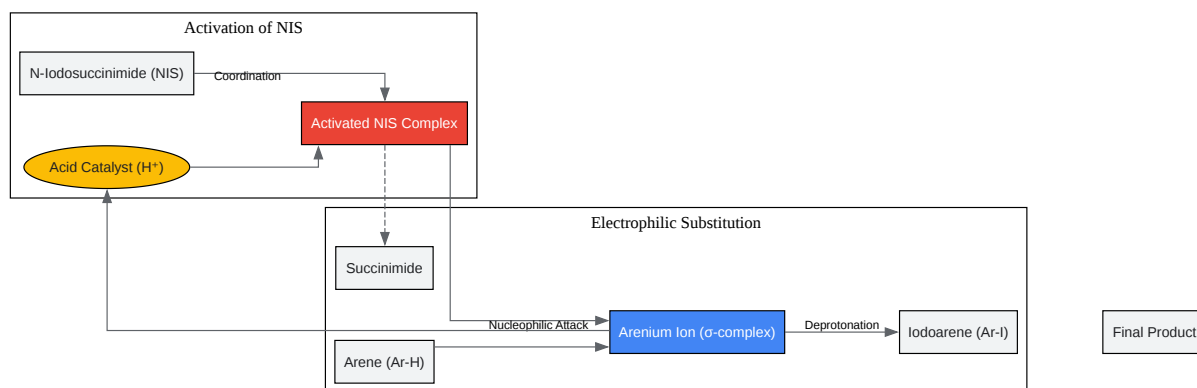 Activation of NIS
N-Iodosuccinimide (NIS)
Coordination
Activated NIS Complex
Acid Catalyst (H⁺)
Electrophilic Substitution
Succinimide
Nucleophilic Attack
Arenium Ion (σ-complex)
Deprotonation
Iodoarene (Ar-I)
Final Product
Arene (Ar-H)